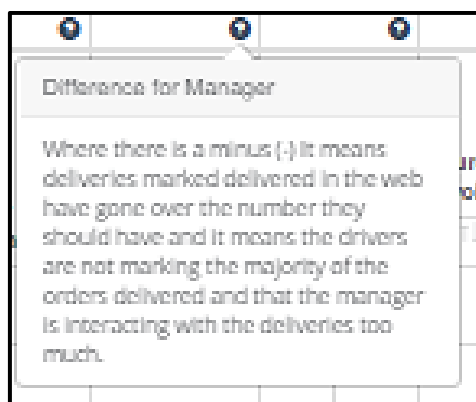 Difference for Manager
Where there is a minus (-) it means
deliveries marked delivered in the web
have gone over the number they
should have and it means the drivers
are not marking the majority of the
orders delivered and that the manager
is interacting with the deliveries too
much.